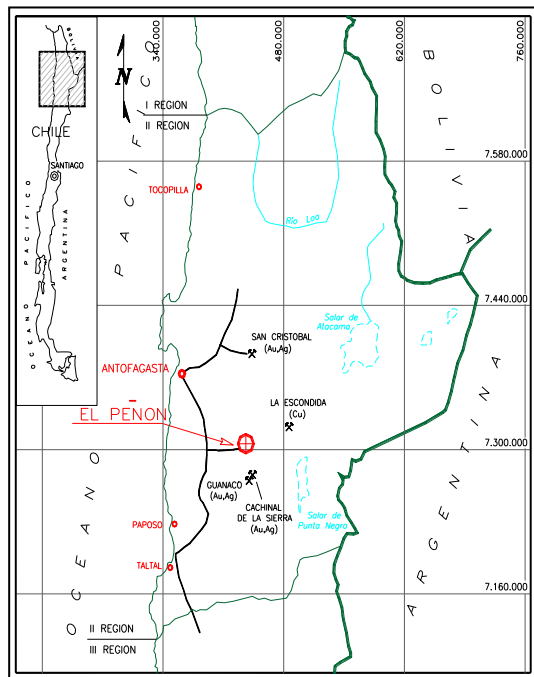 340.000
480.000
620.000
760.000
BOLIVIA
CHILE
SANTIAGO
OCEANO PACIFICO
ARGENTINA
N
I REGION
II REGION
OCEANO PACIFICO
BOLIVIA
7,580.000
TOCOPILLA
Río Loa
7,440.000
Salar de
Atacama
SAN CRISTOBAL
(Au,Ag)
ANTOFAGASTA
EL PEÑON
LA ESCONDIDA
(Cu)
7,300.000
GUANACO
(Au,Ag)
CACHINAL
DE LA SIERRA
(Au,Ag)
Salar de
Punta Negra
PAPOSO
TALTAL
ARGENTINA
7,160.000
II REGION
III REGION